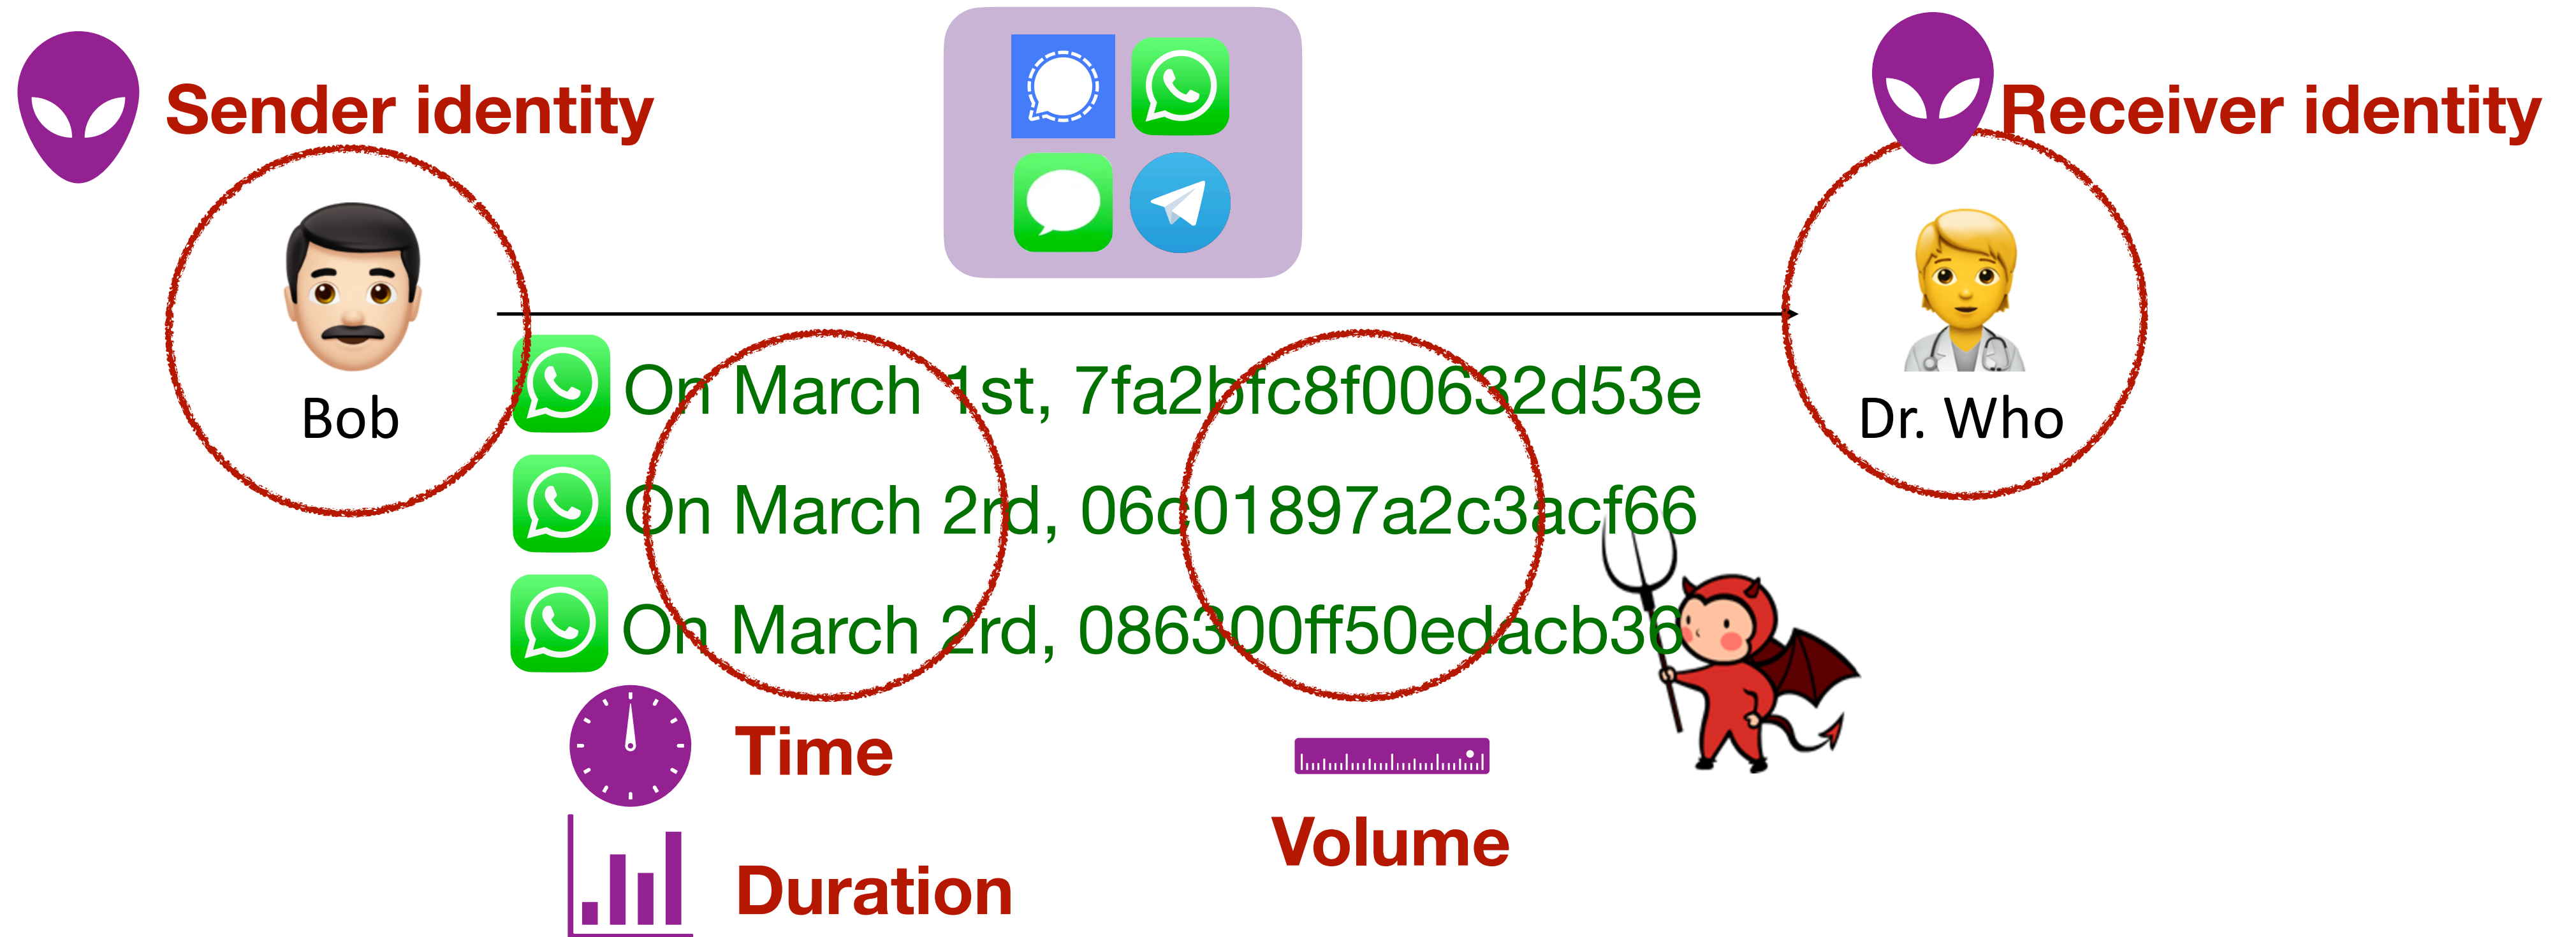 Sender identity
Receiver identity
Bob
Dr. Who
On March 1st, 7fa2bfc8f00632d53e
On March 2rd, 06c01897a2c3acf66
On March 2rd, 086300ff50edacb36
Time
Volume
Duration